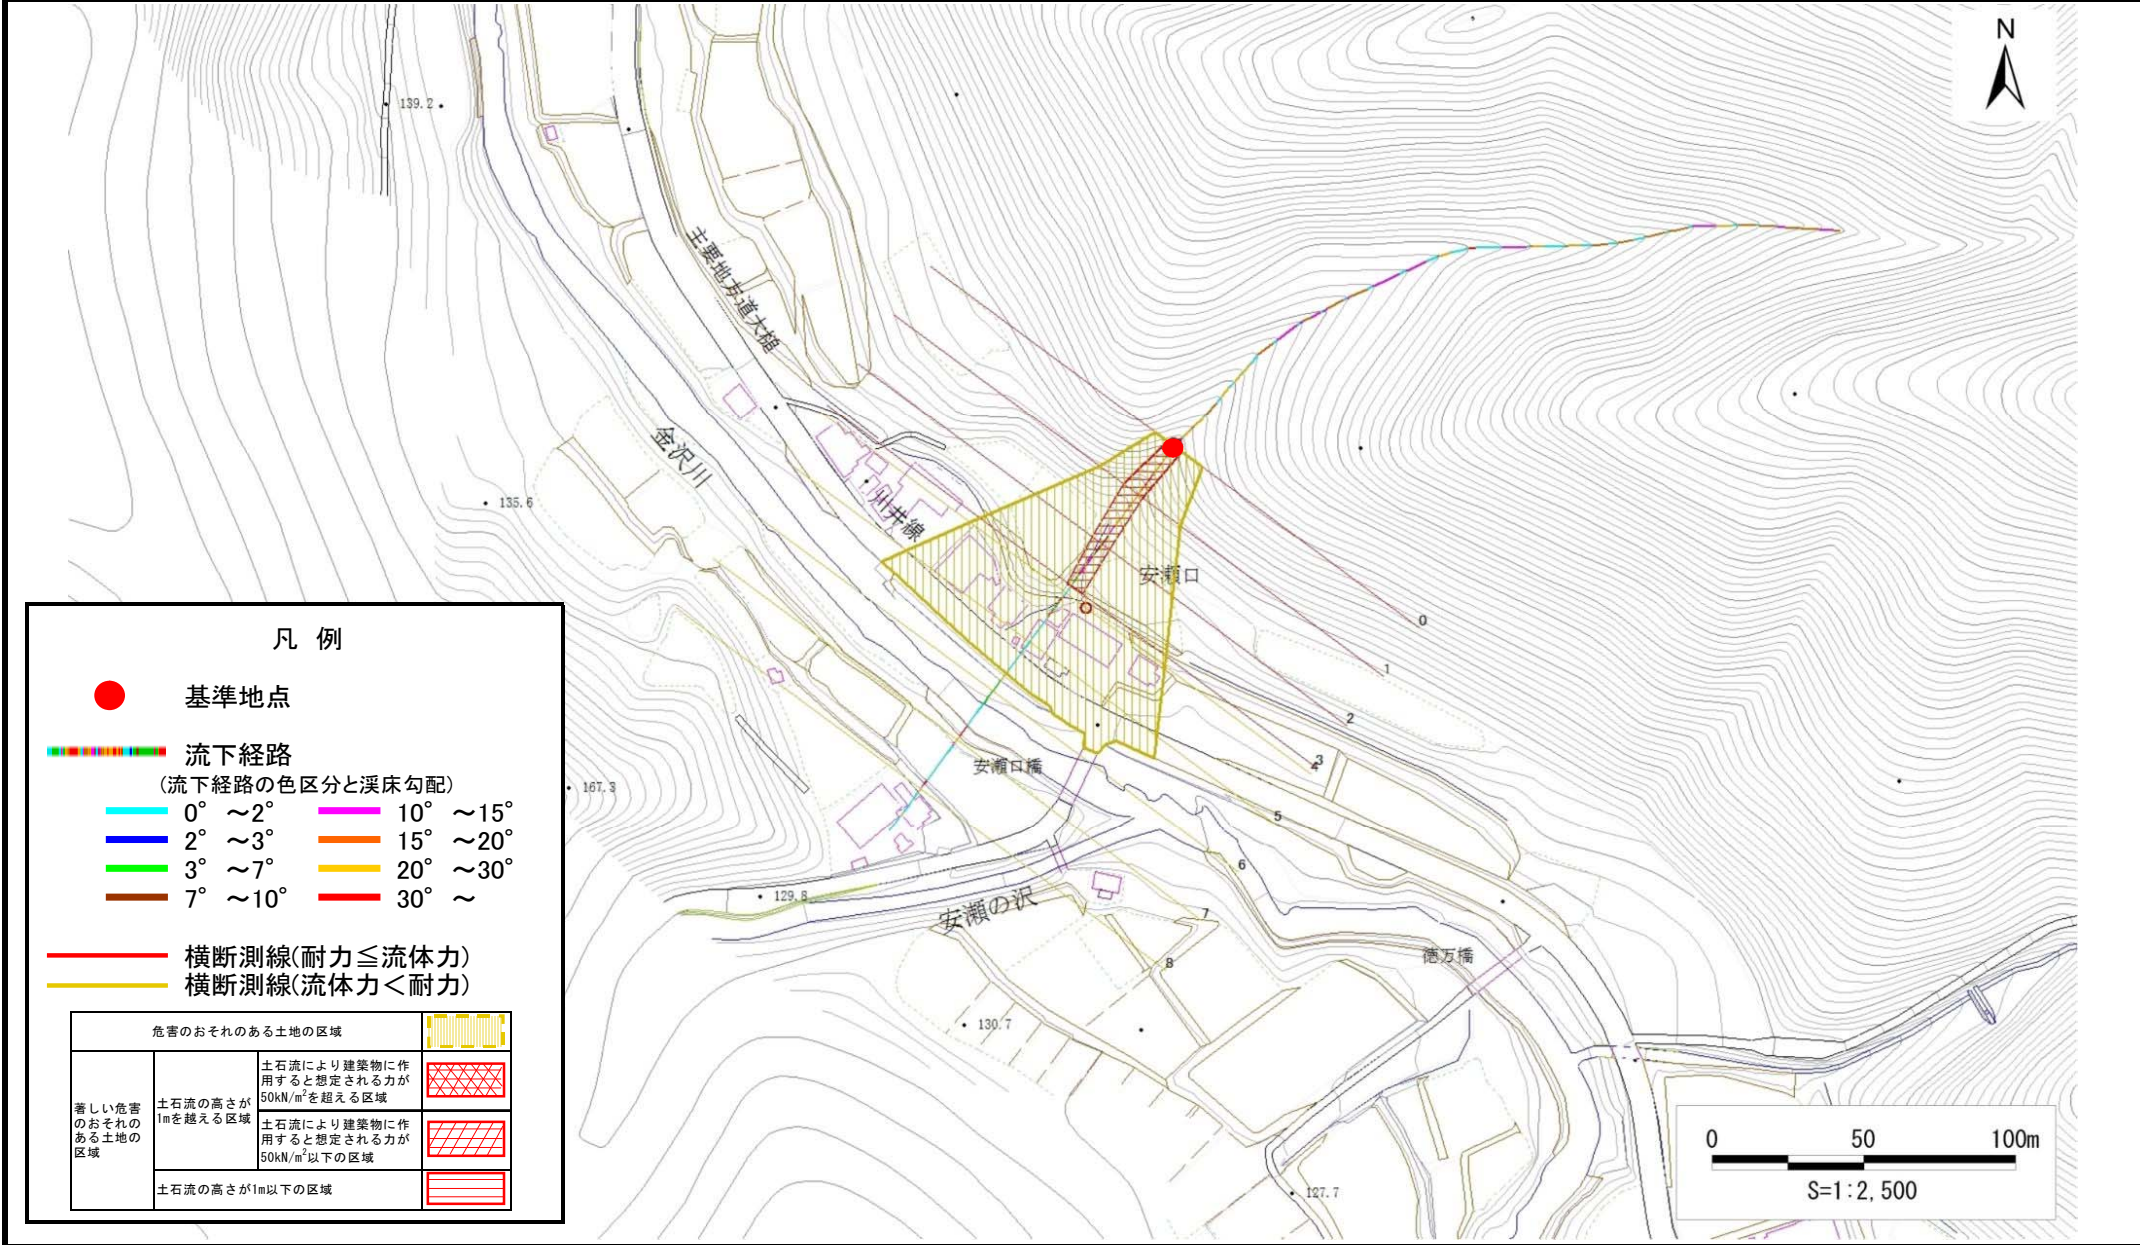 N
139.2
主要地方道大槌
金沢川
135.6
川井線
安瀬口
0
1
2
3
4
安瀬口橋
167.3
5
6
129.8
安瀬の沢
7
8
徳万橋
130.7
127.7
凡 例
基準地点
流下経路
(流下経路の色区分と渓床勾配)
0° ~2° 10° ~15°
2° ~3° 15° ~20°
3° ~7° 20° ~30°
7° ~10° 30° ~
横断測線(耐力≦流体力)
横断測線(流体力<耐力)
危害のおそれのある土地の区域
著しい危害
のおそれの
ある土地の
区域
土石流の高さが
1mを越える区域
土石流により建築物に作
用すると想定される力が
50kN/m²を超える区域
土石流により建築物に作
用すると想定される力が
50kN/m²以下の区域
土石流の高さが1m以下の区域
0 50 100m
S=1:2,500